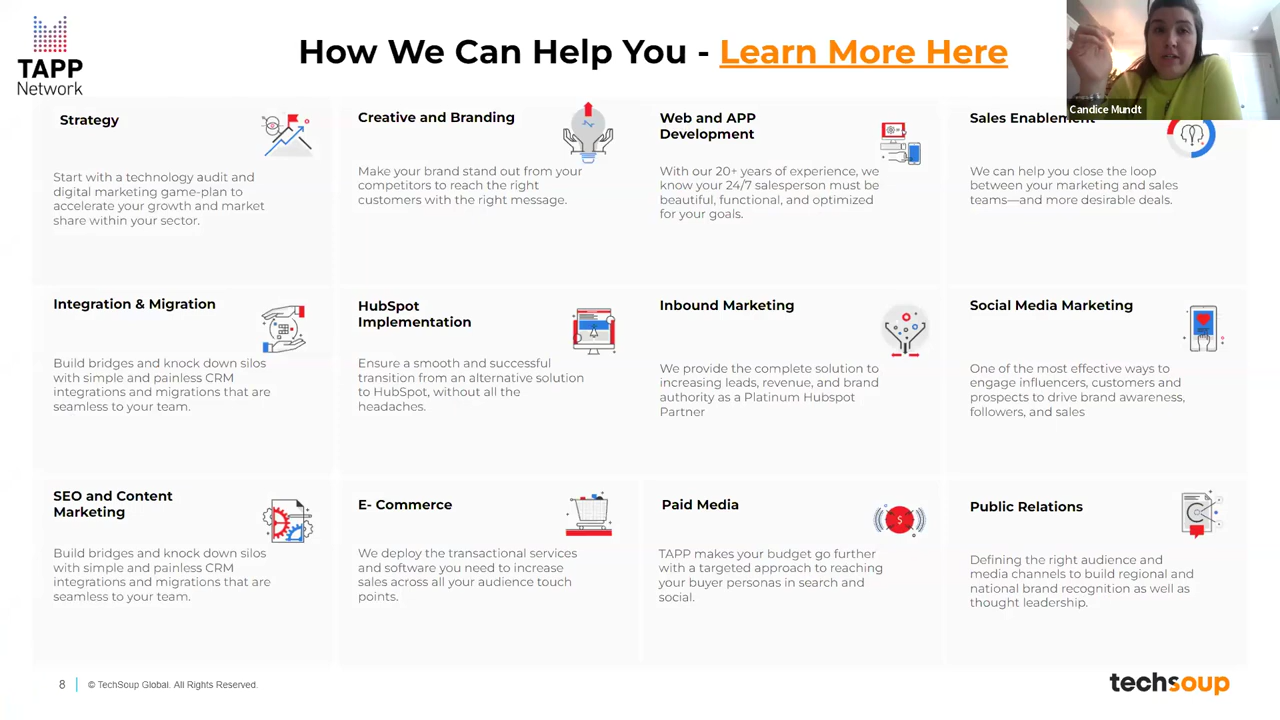 TAPP
Network
How We Can Help You - Learn More Here
Candice Mundt
Strategy
Start with a technology audit and
digital marketing game-plan to
accelerate your growth and market
share within your sector.
Creative and Branding
Make your brand stand out from your
competitors to reach the right
customers with the right message.
Web and APP
Development
With our 20+ years of experience, we
know your 24/7 salesperson must be
beautiful, functional, and optimized
for your goals.
Sales Enablement
We can help you close the loop
between your marketing and sales
teams—and more desirable deals.
Integration & Migration
Build bridges and knock down silos
with simple and painless CRM
integrations and migrations that are
seamless to your team.
HubSpot
Implementation
Ensure a smooth and successful
transition from an alternative solution
to HubSpot, without all the
headaches.
Inbound Marketing
We provide the complete solution to
increasing leads, revenue, and brand
authority as a Platinum Hubspot
Partner
Social Media Marketing
One of the most effective ways to
engage influencers, customers and
prospects to drive brand awareness,
followers, and sales
SEO and Content
Marketing
Build bridges and knock down silos
with simple and painless CRM
integrations and migrations that are
seamless to your team.
E- Commerce
We deploy the transactional services
and software you need to increase
sales across all your audience touch
points.
Paid Media
$
TAPP makes your budget go further
with a targeted approach to reaching
your buyer personas in search and
social.
Public Relations
Defining the right audience and
media channels to build regional and
national brand recognition as well as
thought leadership.
8
© TechSoup Global. All Rights Reserved.
techsoup